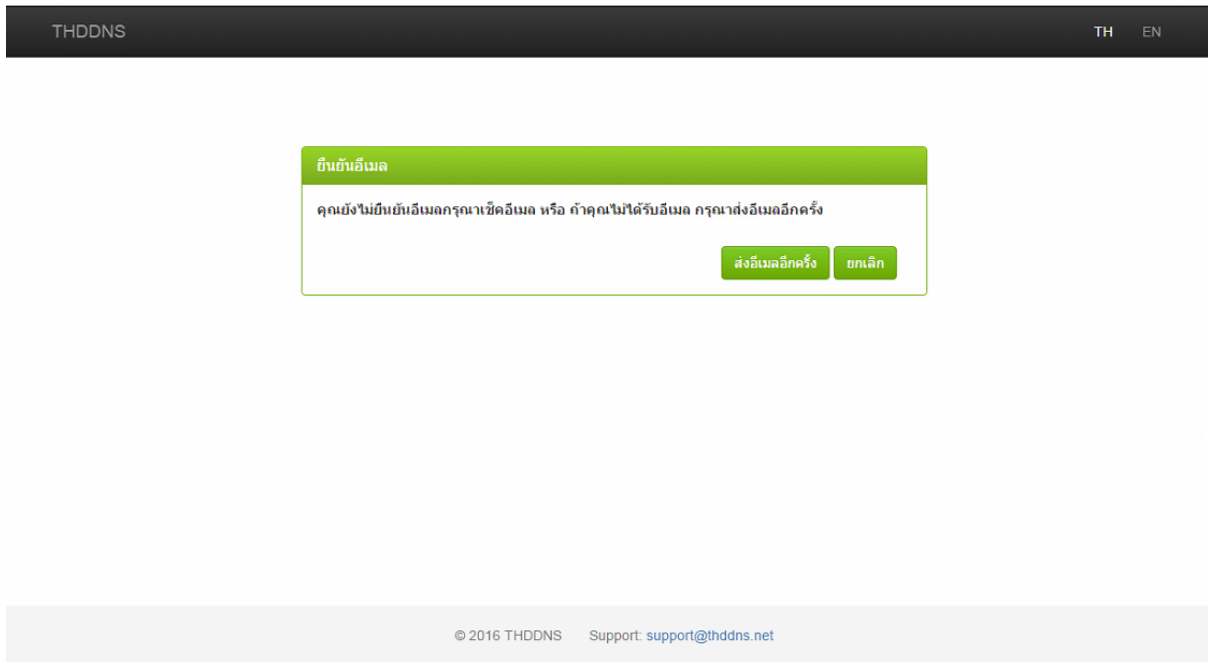 THDDNS TH EN
ยืนยันอีเมล
คุณยังไม่ยืนยันอีเมลกรุณาเช็คอีเมล หรือ ถ้าคุณไม่ได้รับอีเมล กรุณาส่งอีเมลอีกครั้ง
ส่งอีเมลอีกครั้ง ยกเลิก
© 2016 THDDNS Support: support@thddns.net